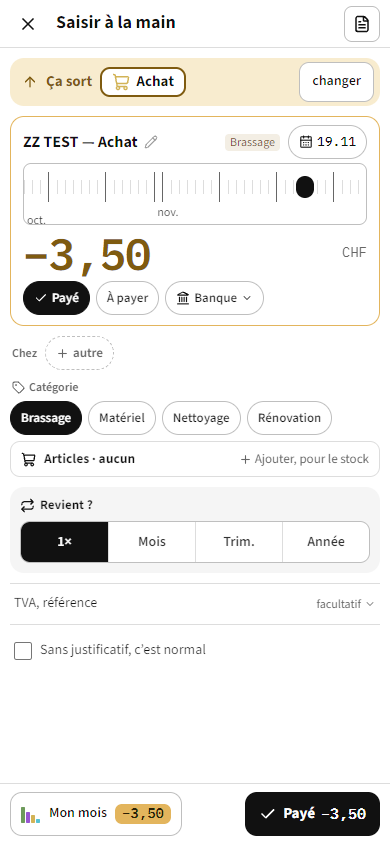 Saisir à la main
Ça sort
Achat
changer
ZZ TEST — Achat
Brassage
19.11
oct.
nov.
−3,50
CHF
Payé
À payer
Banque
Chez
+ autre
Catégorie
Brassage
Matériel
Nettoyage
Rénovation
Articles · aucun
+ Ajouter, pour le stock
Revient ?
1×
Mois
Trim.
Année
TVA, référence
facultatif
Sans justificatif, c’est normal
Mon mois
−3,50
Payé −3,50